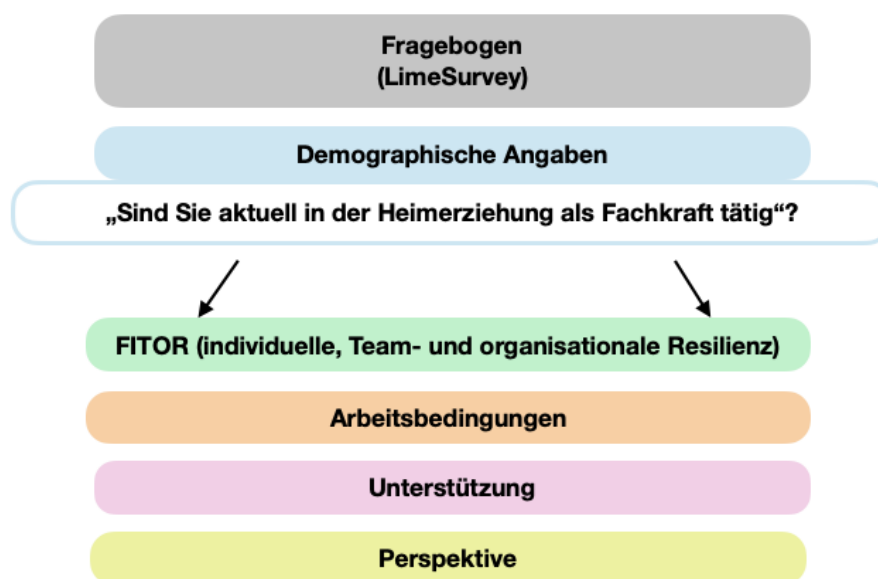 Fragebogen
(LimeSurvey)
Demographische Angaben
„Sind Sie aktuell in der Heimerziehung als Fachkraft tätig“?
FITOR (individuelle, Team- und organisationale Resilienz)
Arbeitsbedingungen
Unterstützung
Perspektive